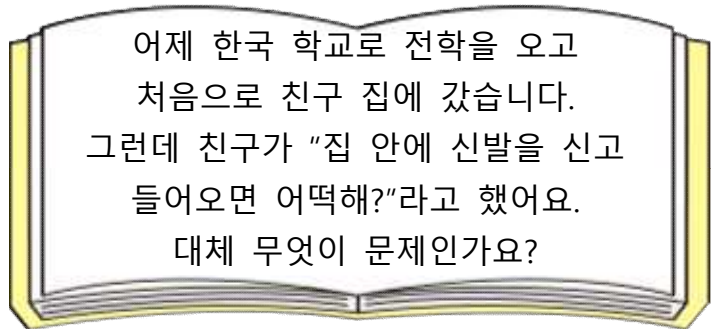 어제 한국 학교로 전학을 오고
처음으로 친구 집에 갔습니다.
그런데 친구가 "집 안에 신발을 신고
들어오면 어떡해?"라고 했어요.
대체 무엇이 문제인가요?